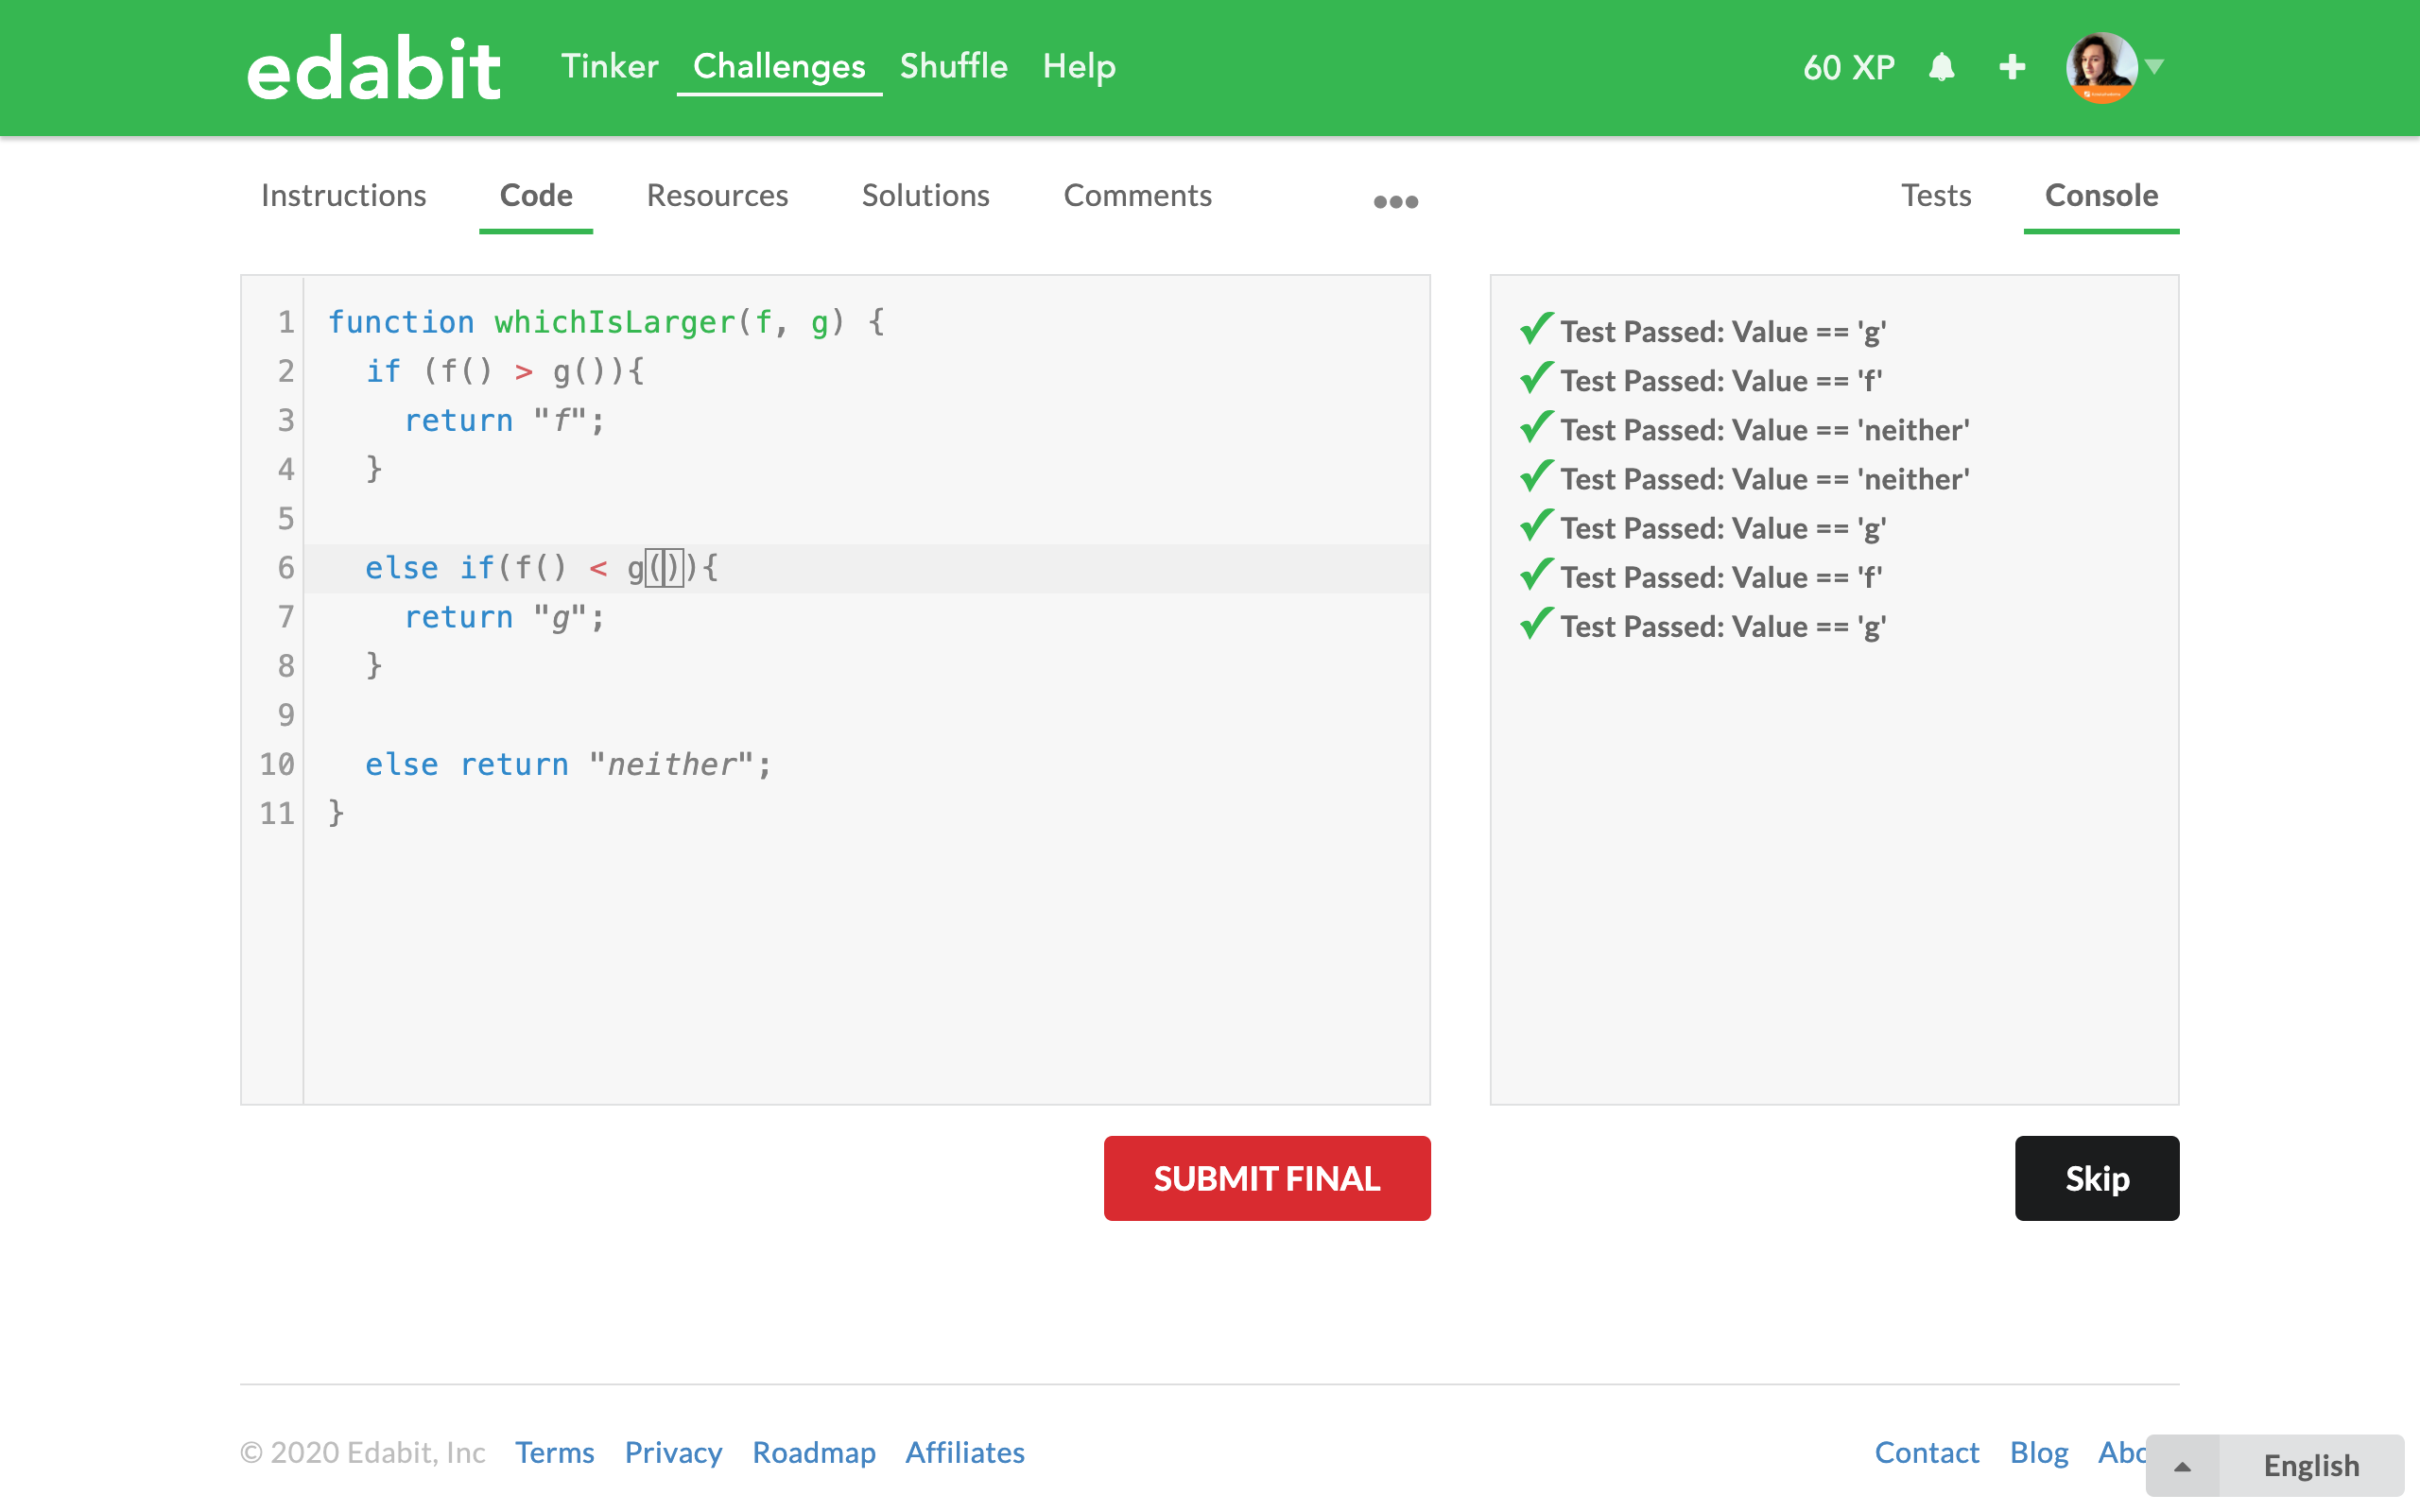 edabit Tinker Challenges Shuffle Help 60 XP
Instructions Code Resources Solutions Comments Tests Console
1 function whichIsLarger(f, g) {
2 if (f() > g()){
3 return "f";
4 }
5
6 else if(f() < g()){
7 return "g";
8 }
9
10 else return "neither";
11 }
Test Passed: Value == 'g'
Test Passed: Value == 'f'
Test Passed: Value == 'neither'
Test Passed: Value == 'neither'
Test Passed: Value == 'g'
Test Passed: Value == 'f'
Test Passed: Value == 'g'
SUBMIT FINAL Skip
© 2020 Edabit, Inc Terms Privacy Roadmap Affiliates Contact Blog Abo
English